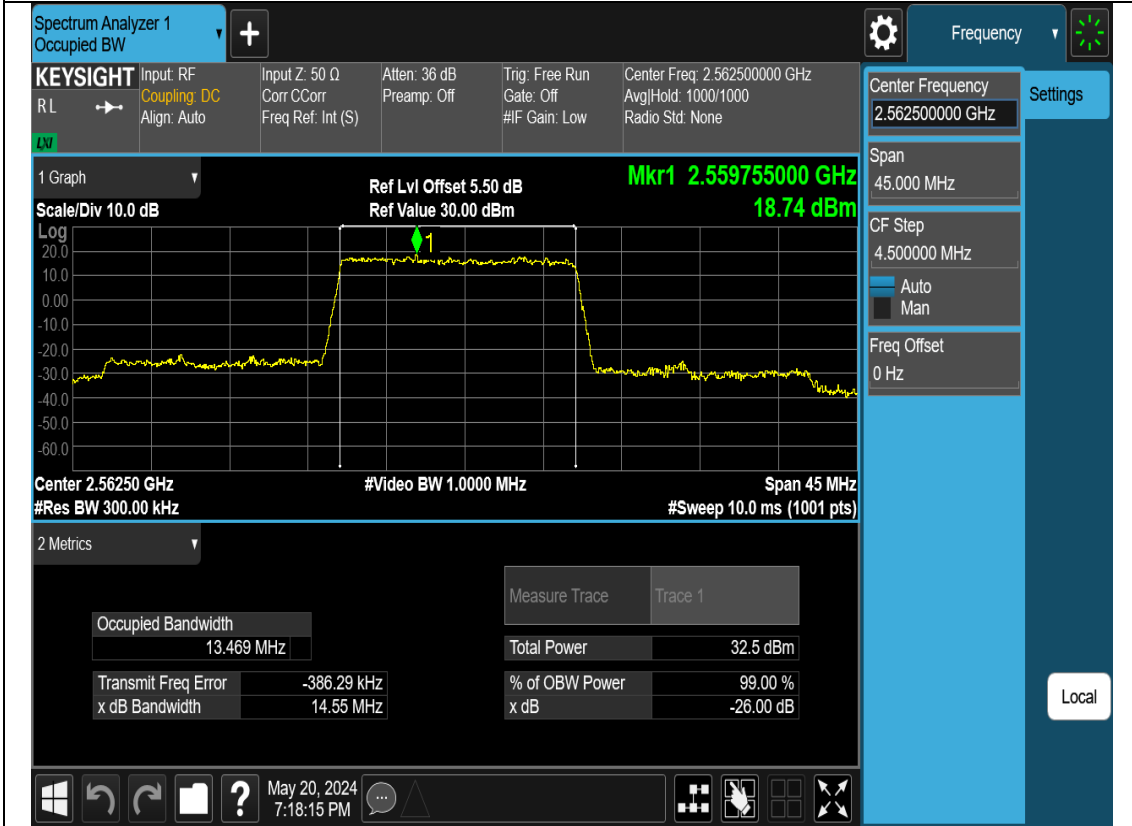 Spectrum Analyzer 1
Occupied BW
+
Frequency
KEYSIGHT
RL
LXI
Input: RF
Coupling: DC
Align: Auto
Input Z: 50 Ω
Corr CCorr
Freq Ref: Int (S)
Atten: 36 dB
Preamp: Off
Trig: Free Run
Gate: Off
#IF Gain: Low
Center Freq: 2.562500000 GHz
Avg|Hold: 1000/1000
Radio Std: None
Center Frequency
2.562500000 GHz
Settings
Span
45.000 MHz
CF Step
4.500000 MHz
Auto
Man
Freq Offset
0 Hz
Local
1 Graph
Scale/Div 10.0 dB
Ref Lvl Offset 5.50 dB
Ref Value 30.00 dBm
Mkr1 2.559755000 GHz
18.74 dBm
Log
20.0
10.0
0.00
-10.0
-20.0
-30.0
-40.0
-50.0
-60.0
1
Center 2.56250 GHz
#Video BW 1.0000 MHz
Span 45 MHz
#Res BW 300.00 kHz
#Sweep 10.0 ms (1001 pts)
2 Metrics
Measure Trace Trace 1
Occupied Bandwidth
13.469 MHz
Total Power 32.5 dBm
Transmit Freq Error -386.29 kHz
% of OBW Power 99.00 %
x dB Bandwidth 14.55 MHz
x dB -26.00 dB
?
May 20, 2024
7:18:15 PM